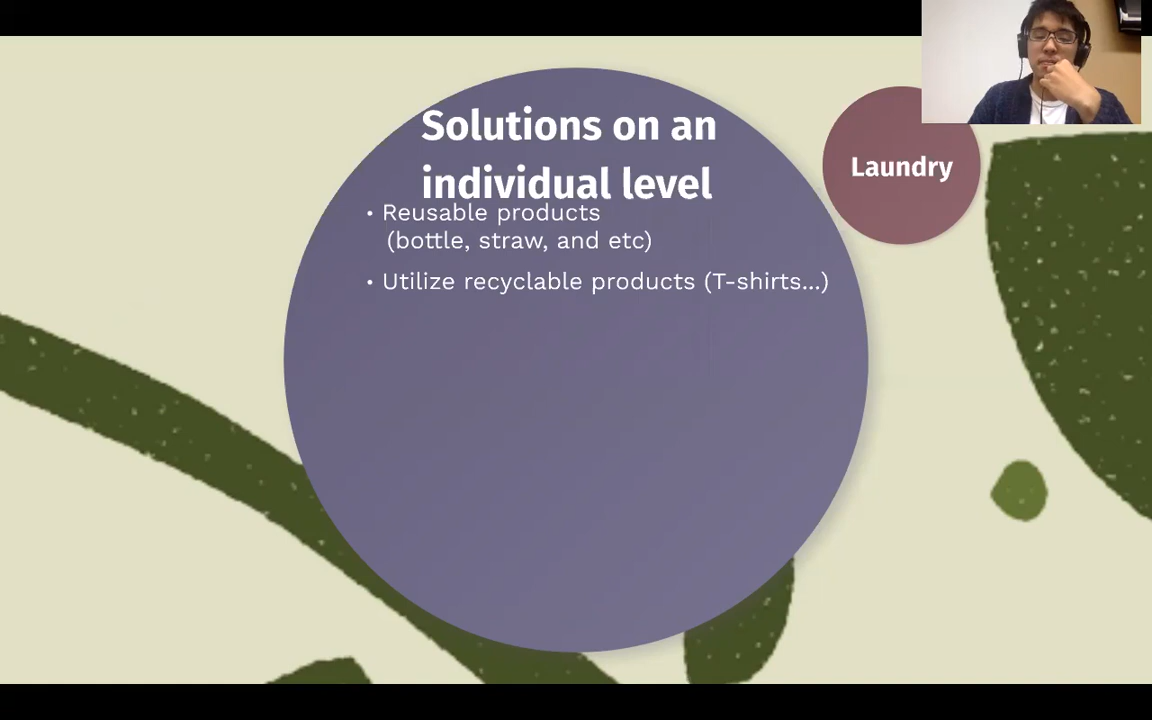 Solutions on an
individual level
• Reusable products
(bottle, straw, and etc)
• Utilize recyclable products (T-shirts...)
Laundry